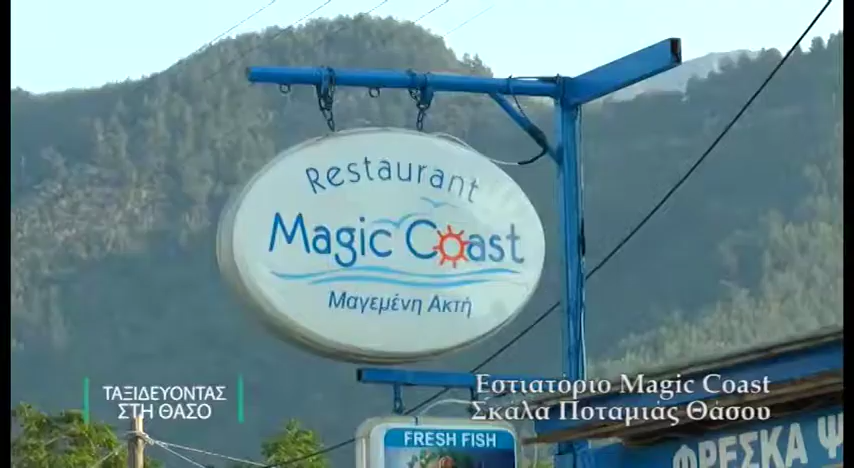 Restaurant
Magic Coast
Μαγεμένη Ακτή
ΤΑΞΙΔΕΥΟΝΤΑΣ
ΣΤΗ ΘΑΣΟ
Εστιατόριο Magic Coast
Σκάλα Ποταμιάς Θάσου
FRESH FISH
ΦΡΕΣΚΑ